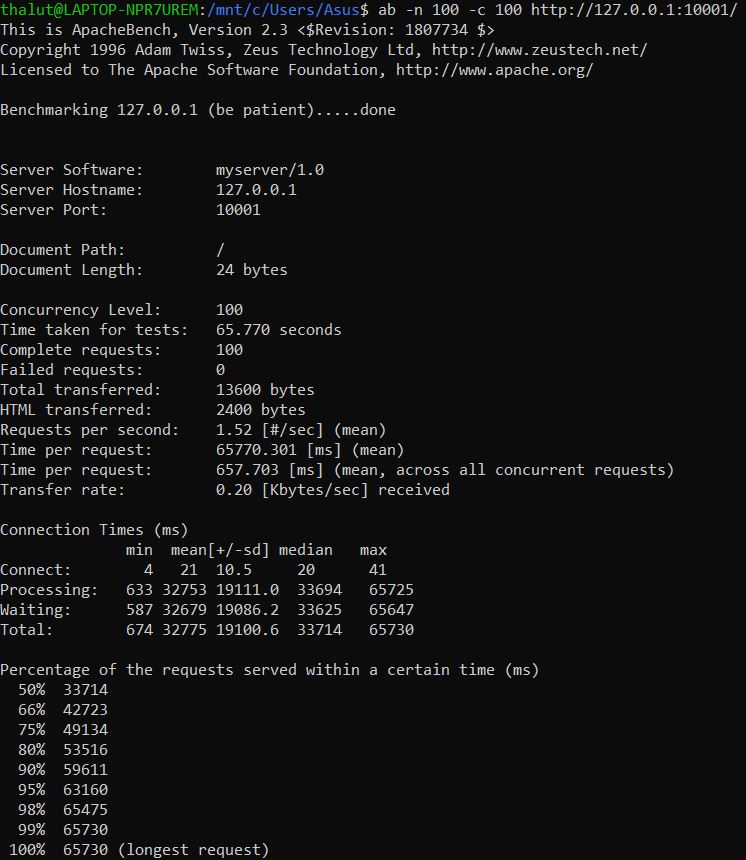 thalut@LAPTOP-NPR7UREM:/mnt/c/Users/Asus$ ab -n 100 -c 100 http://127.0.0.1:10001/
This is ApacheBench, Version 2.3 <$Revision: 1807734 $>
Copyright 1996 Adam Twiss, Zeus Technology Ltd, http://www.zeustech.net/
Licensed to The Apache Software Foundation, http://www.apache.org/

Benchmarking 127.0.0.1 (be patient).....done


Server Software:        myserver/1.0
Server Hostname:        127.0.0.1
Server Port:            10001

Document Path:          /
Document Length:        24 bytes

Concurrency Level:      100
Time taken for tests:   65.770 seconds
Complete requests:      100
Failed requests:        0
Total transferred:      13600 bytes
HTML transferred:       2400 bytes
Requests per second:    1.52 [#/sec] (mean)
Time per request:       65770.301 [ms] (mean)
Time per request:       657.703 [ms] (mean, across all concurrent requests)
Transfer rate:          0.20 [Kbytes/sec] received

Connection Times (ms)
              min  mean[+/-sd] median   max
Connect:        4   21  10.5     20      41
Processing:   633 32753 19111.0  33694   65725
Waiting:      587 32679 19086.2  33625   65647
Total:        674 32775 19100.6  33714   65730

Percentage of the requests served within a certain time (ms)
  50%  33714
  66%  42723
  75%  49134
  80%  53516
  90%  59611
  95%  63160
  98%  65475
  99%  65730
 100%  65730 (longest request)